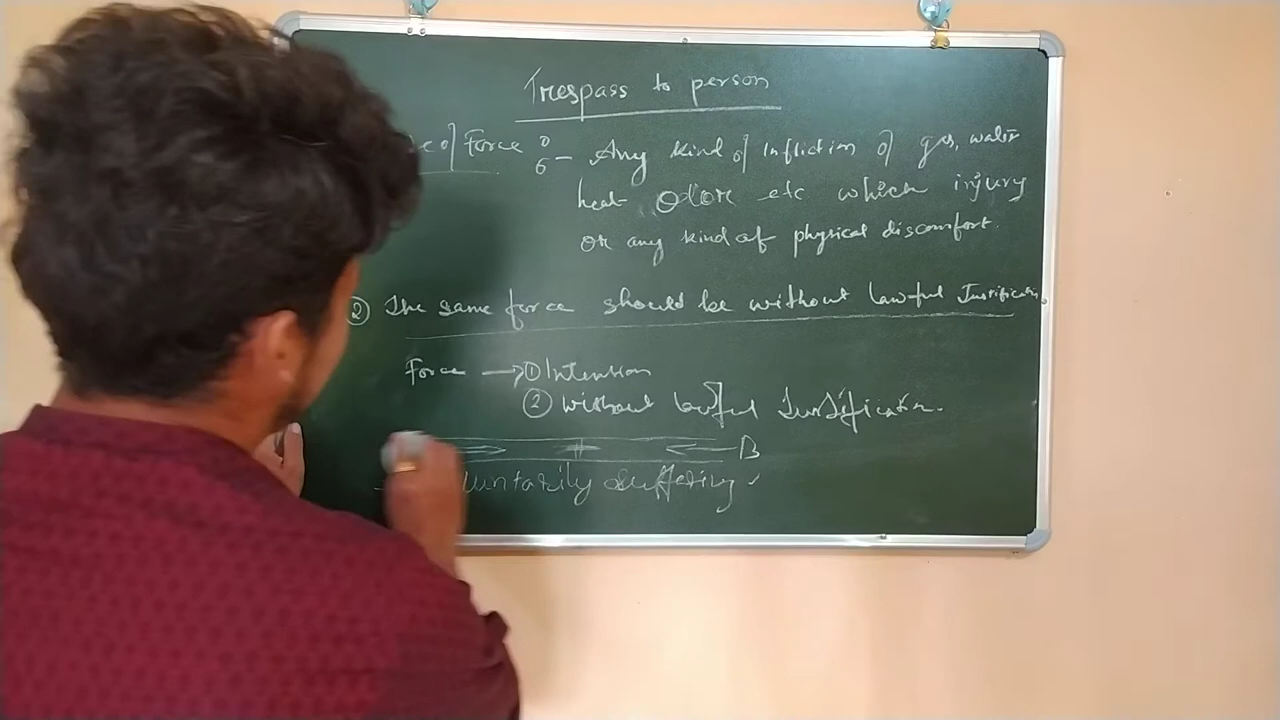 Trespass to person
of Force :- Any kind of infliction of gas, water
heat odor etc which injury
or any kind of physical discomfort.
② The same force should be without lawful Justification
Force → ① Intention
② Without lawful Justification.
B
untarily suffering